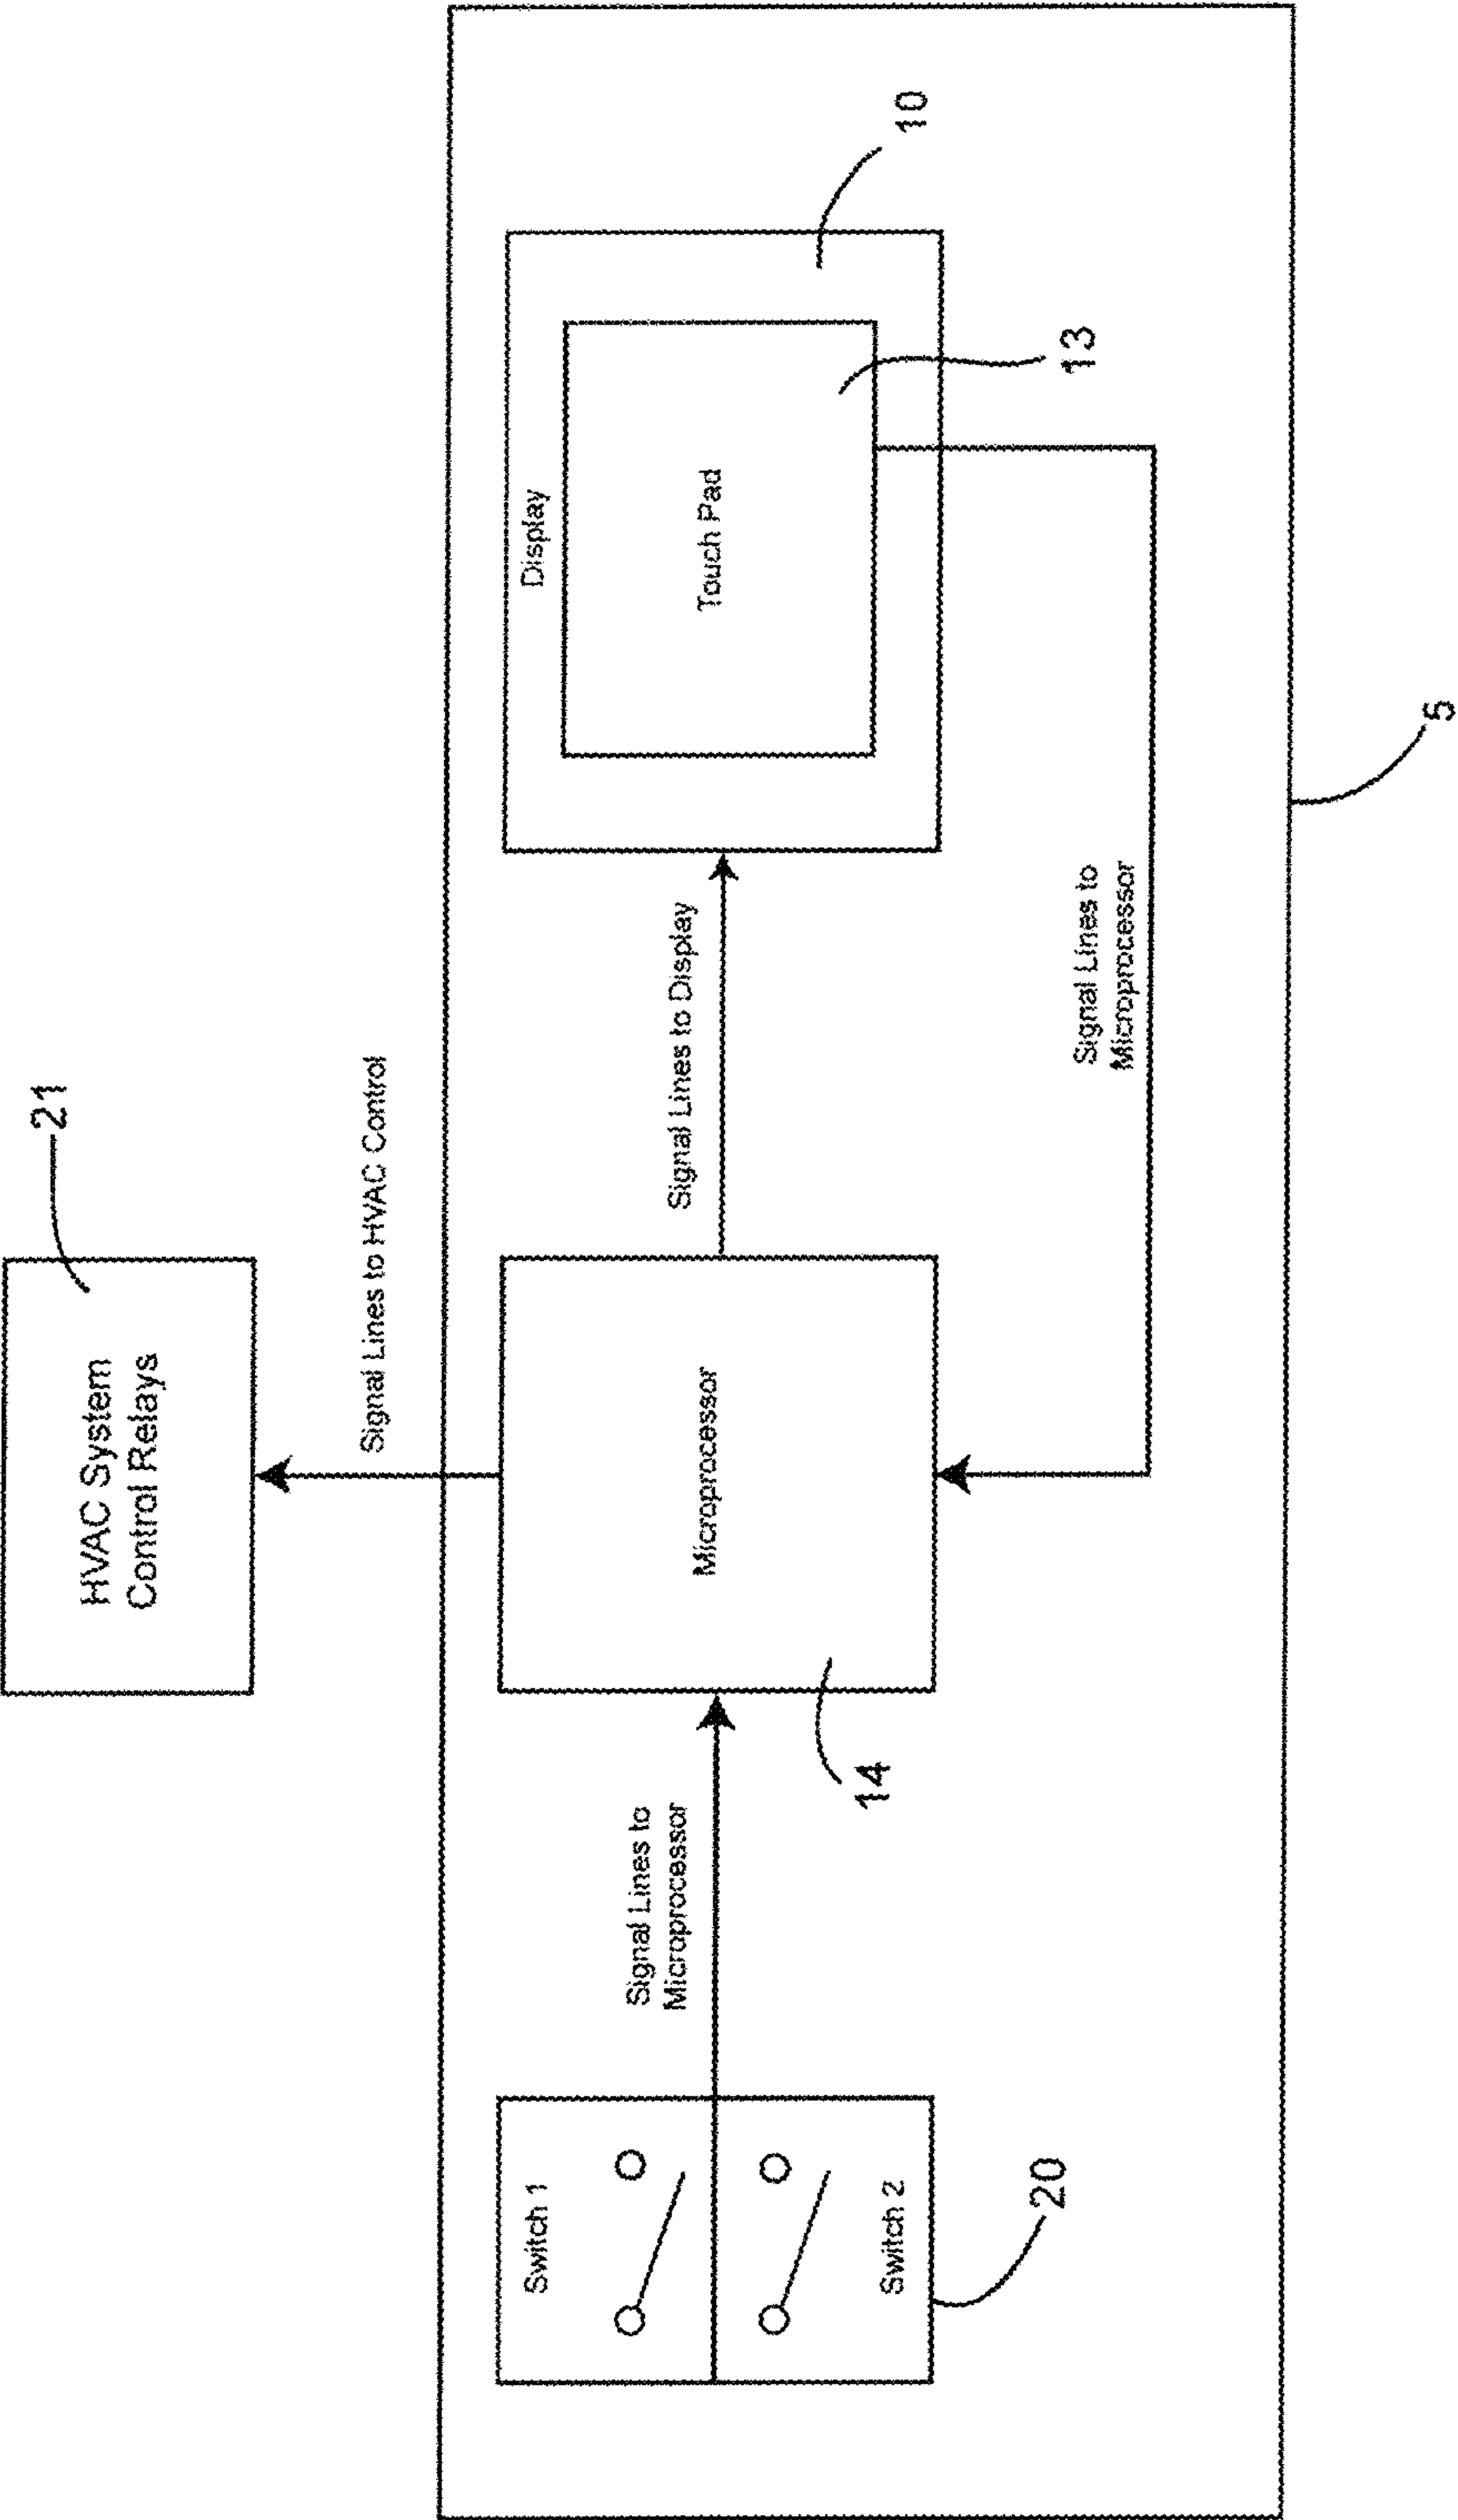 21
HVAC System
Control Relays
Signal Lines to HVAC Control
Switch 1
Switch 2
20
Signal Lines to
Microprocessor
14
Microprocessor
Signal Lines to Display
Display
Touch Pad
10
13
Signal Lines to
Microprocessor
5